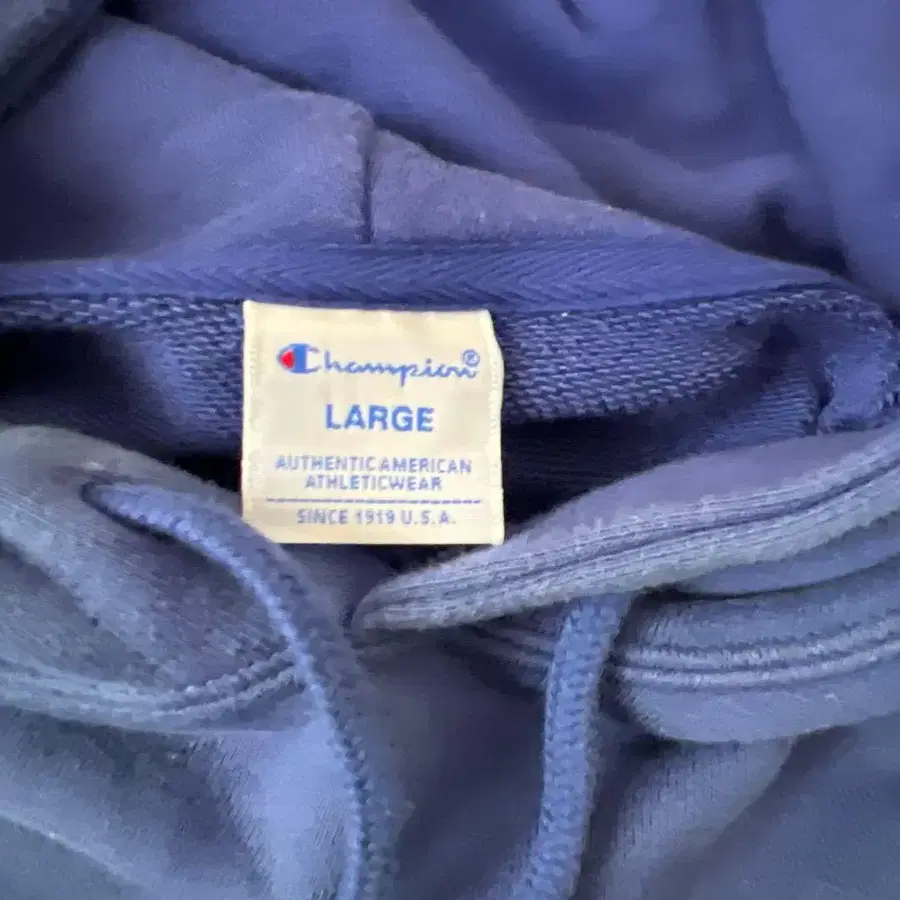 Champion®
LARGE
AUTHENTIC AMERICAN
ATHLETICWEAR
SINCE 1919 U.S.A.